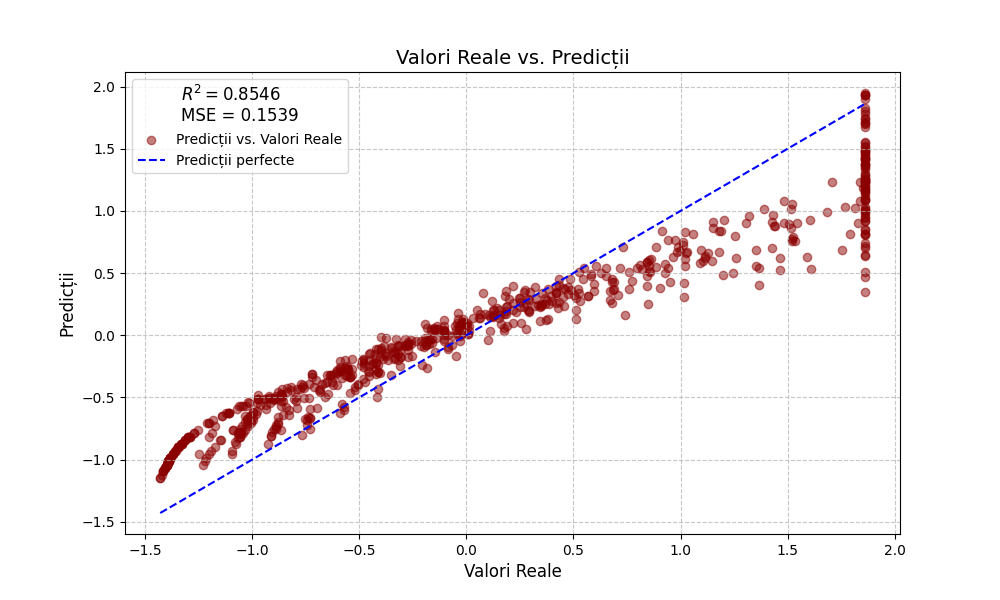 Valori Reale vs. Predicții
R² = 0.8546
MSE = 0.1539
Predicții vs. Valori Reale
Predicții perfecte
Predicții
2.0
1.5
1.0
0.5
0.0
−0.5
−1.0
−1.5
−1.5 −1.0 −0.5 0.0 0.5 1.0 1.5 2.0
Valori Reale